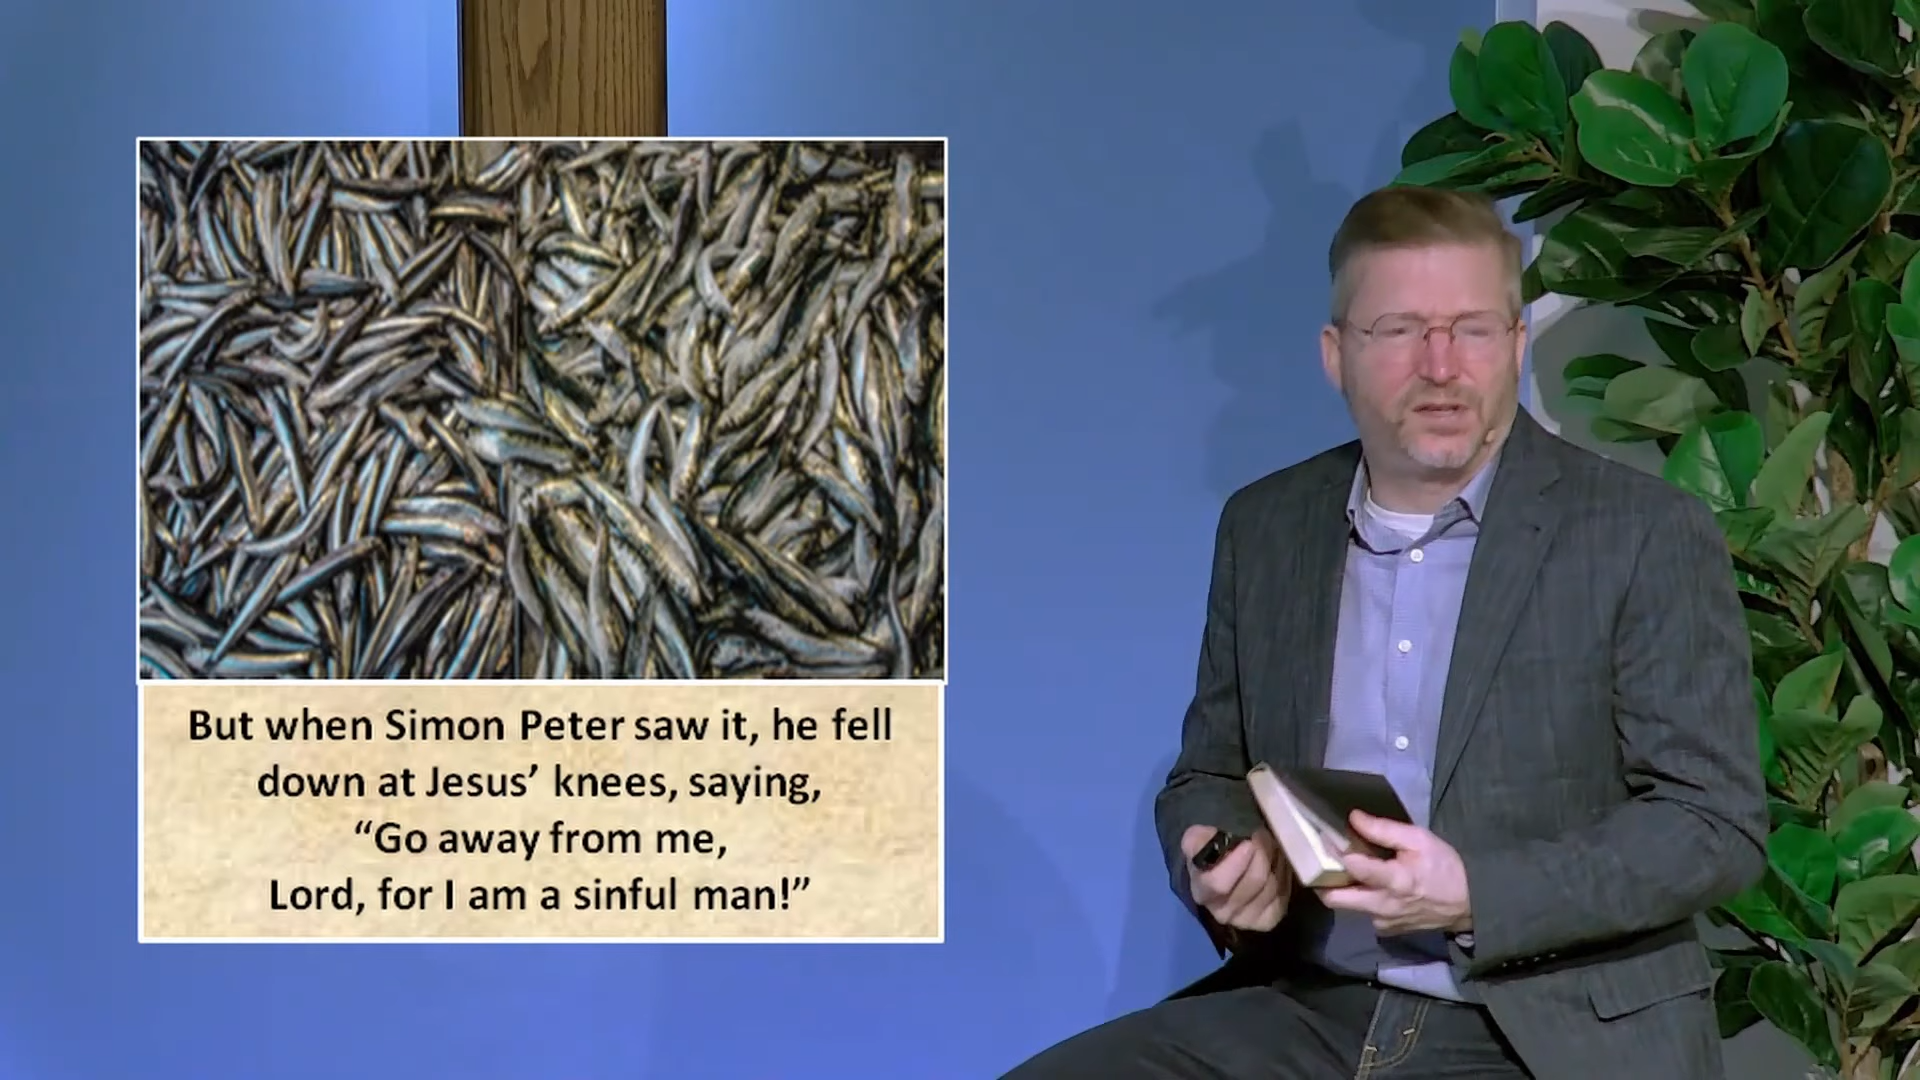 But when Simon Peter saw it, he fell
down at Jesus’ knees, saying,
“Go away from me,
Lord, for I am a sinful man!”